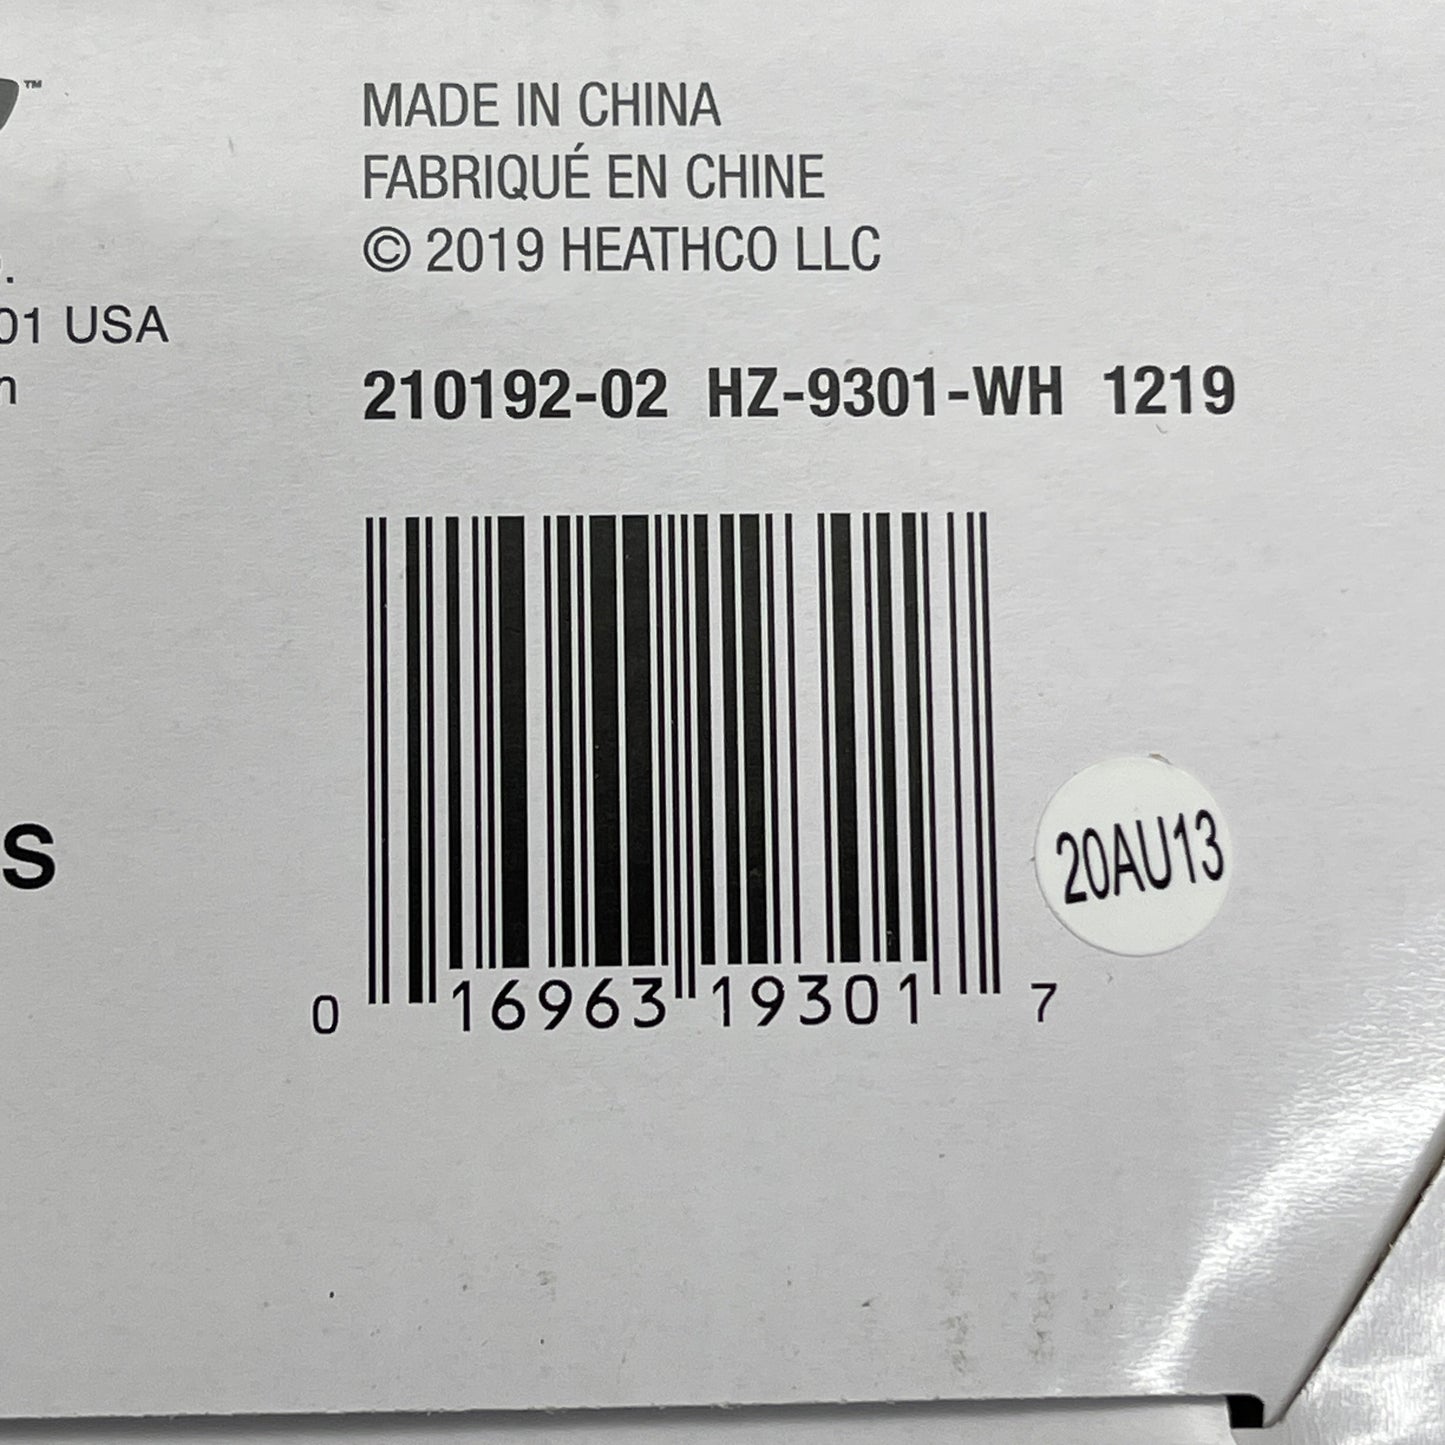 ™
MADE IN CHINA
FABRIQUÉ EN CHINE
© 2019 HEATHCO LLC
01 USA
210192-02 HZ-9301-WH 1219
20AU13
S
0 16963 19301 7